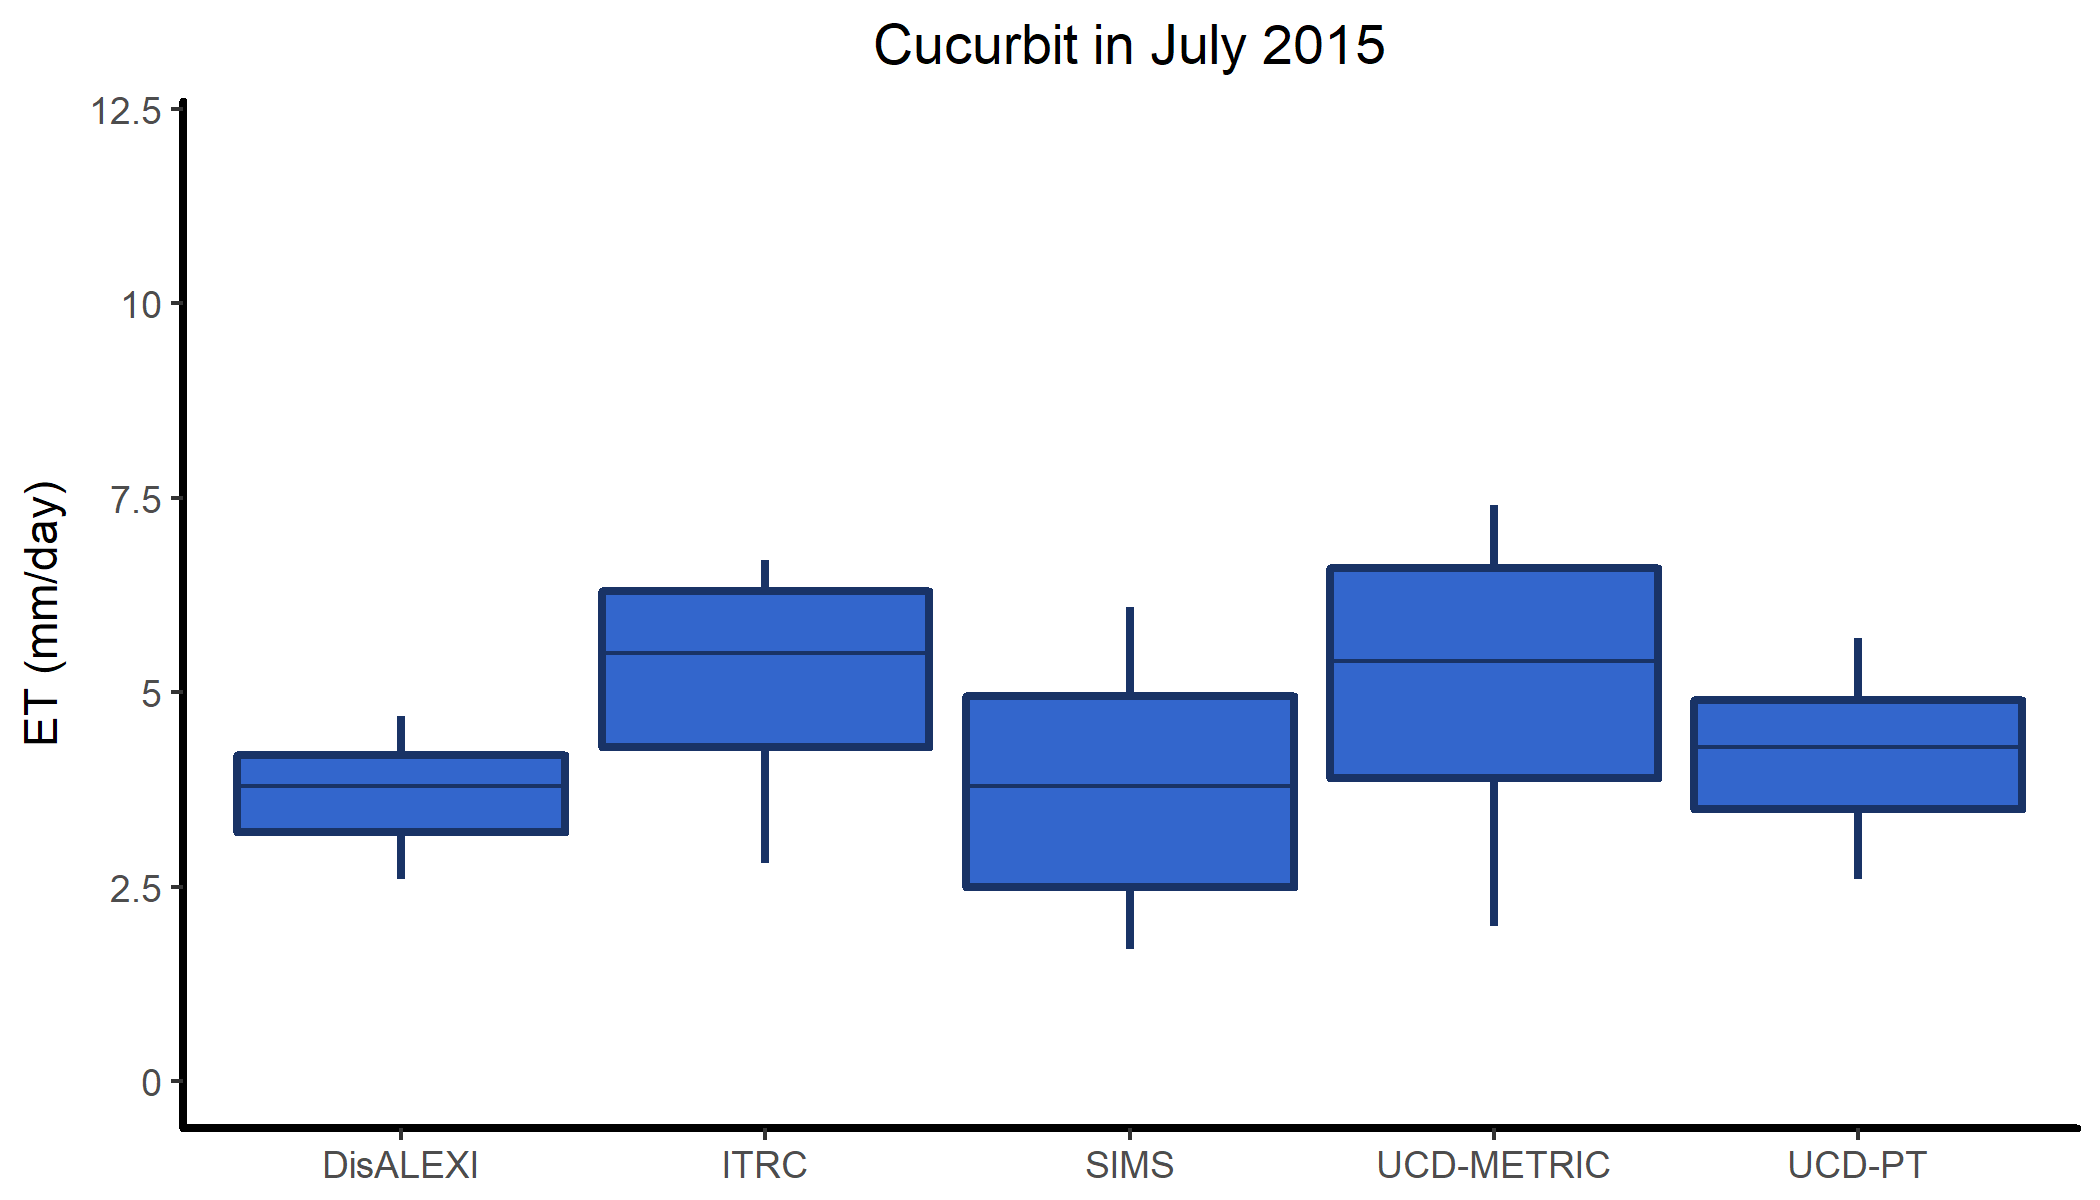 Cucurbit in July 2015
12.5
10
7.5
5
2.5
0
ET (mm/day)
DisALEXI ITRC SIMS UCD-METRIC UCD-PT